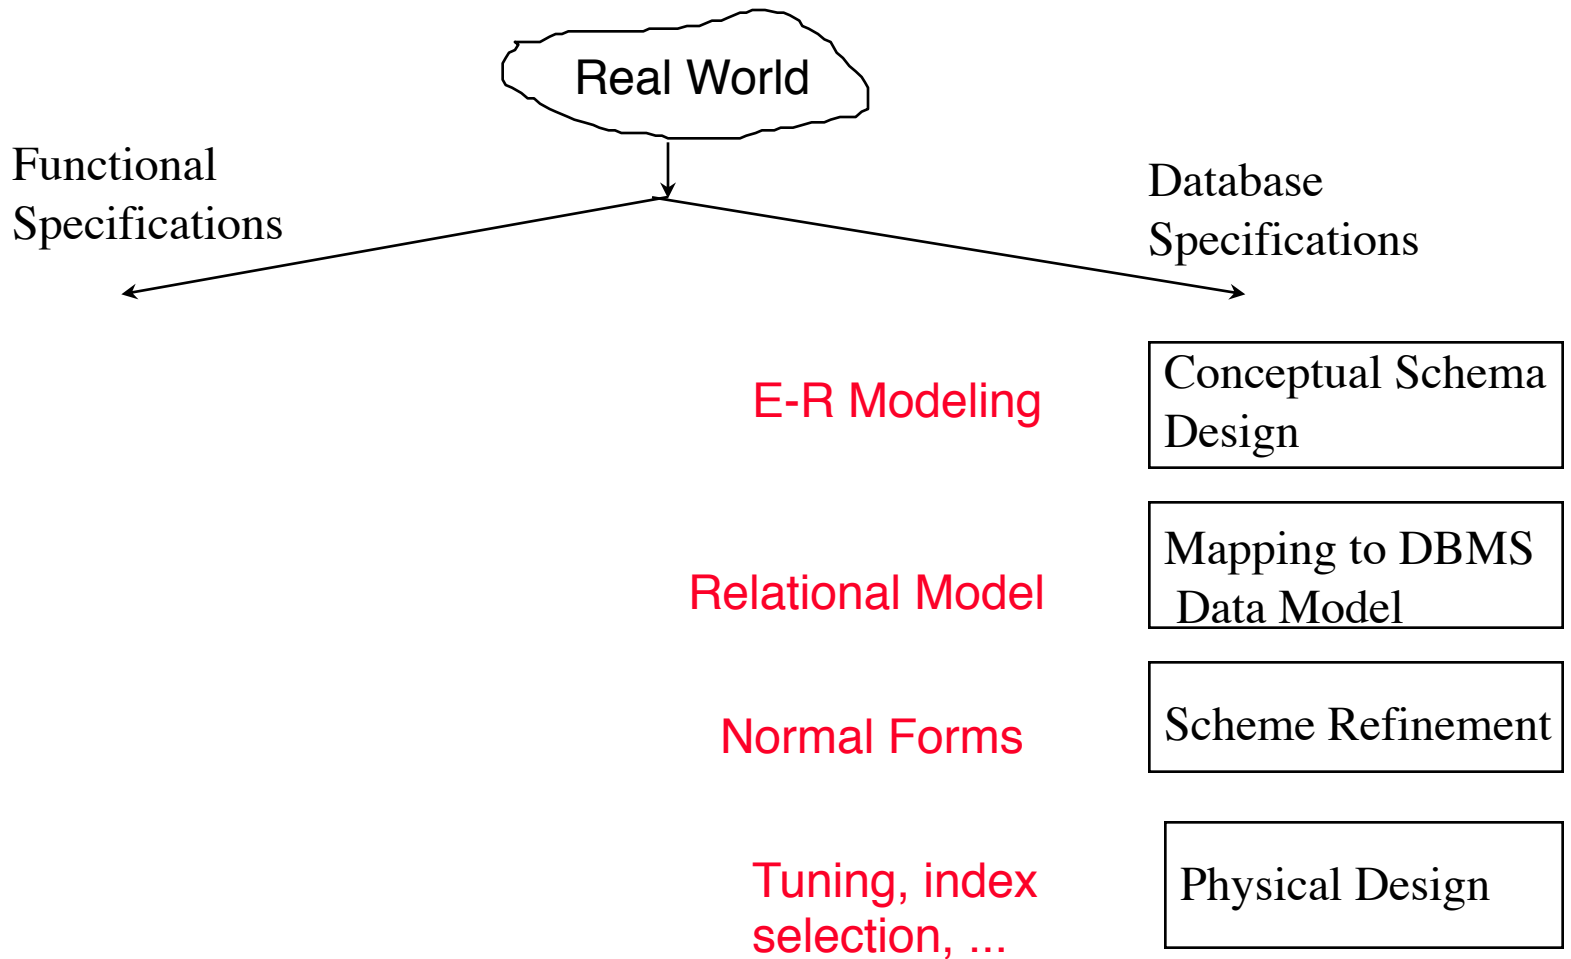 Real World
Functional
Specifications
Database
Specifications
E-R Modeling
Conceptual Schema
Design
Relational Model
Mapping to DBMS
Data Model
Normal Forms
Scheme Refinement
Tuning, index
selection, ...
Physical Design